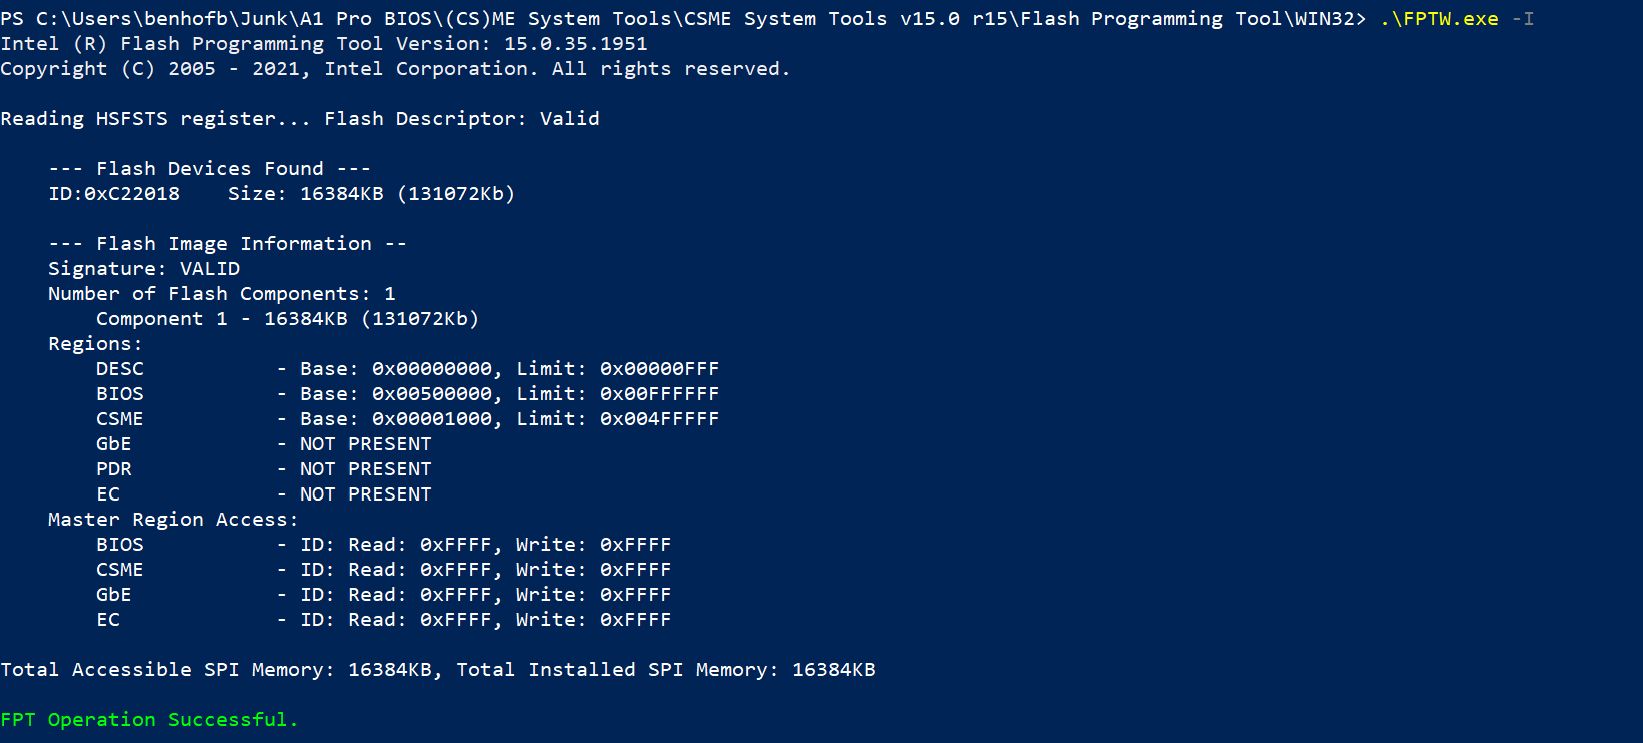 PS C:\Users\benhofb\Junk\A1 Pro BIOS\(CS)ME System Tools\CSME System Tools v15.0 r15\Flash Programming Tool\WIN32> .\FPTW.exe -I
Intel (R) Flash Programming Tool Version: 15.0.35.1951
Copyright (C) 2005 - 2021, Intel Corporation. All rights reserved.
Reading HSFSTS register... Flash Descriptor: Valid
--- Flash Devices Found ---
ID:0xC22018    Size: 16384KB (131072Kb)
--- Flash Image Information --
Signature: VALID
Number of Flash Components: 1
Component 1 - 16384KB (131072Kb)
Regions:
DESC           - Base: 0x00000000, Limit: 0x00000FFF
BIOS           - Base: 0x00500000, Limit: 0x00FFFFFF
CSME           - Base: 0x00001000, Limit: 0x004FFFFF
GbE            - NOT PRESENT
PDR            - NOT PRESENT
EC             - NOT PRESENT
Master Region Access:
BIOS           - ID: Read: 0xFFFF, Write: 0xFFFF
CSME           - ID: Read: 0xFFFF, Write: 0xFFFF
GbE            - ID: Read: 0xFFFF, Write: 0xFFFF
EC             - ID: Read: 0xFFFF, Write: 0xFFFF
Total Accessible SPI Memory: 16384KB, Total Installed SPI Memory: 16384KB
FPT Operation Successful.